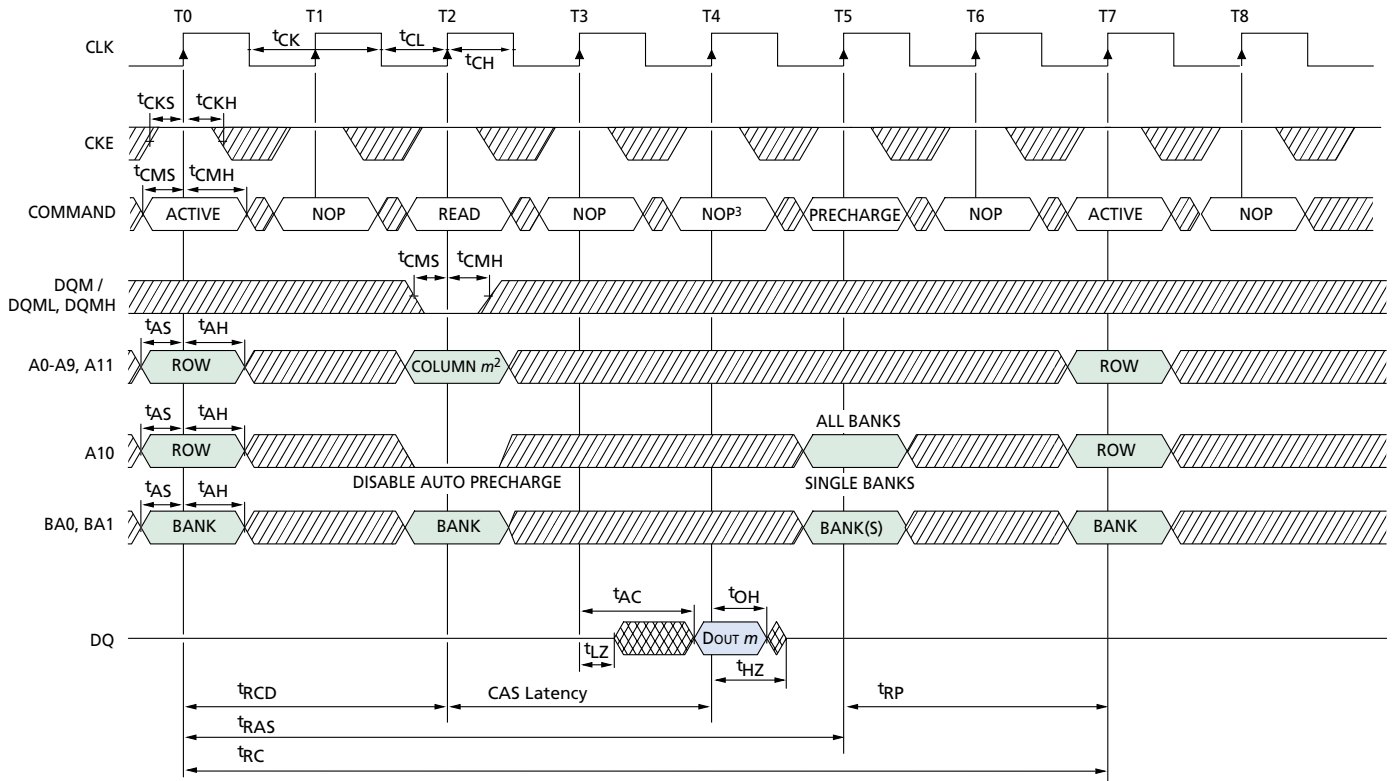 T0 T1 T2 T3 T4 T5 T6 T7 T8
CLK
tCK tCL
tCH
tCKS tCKH
CKE
tCMS tCMH
COMMAND ACTIVE NOP READ NOP NOP3 PRECHARGE NOP ACTIVE NOP
tCMS tCMH
DQM /
DQML, DQMH
tAS tAH
A0-A9, A11 ROW COLUMN m2 ROW
tAS tAH ALL BANKS
A10 ROW ROW
DISABLE AUTO PRECHARGE SINGLE BANKS
tAS tAH
BA0, BA1 BANK BANK BANK(S) BANK
tAC tOH
DQ DOUT m
tLZ tHZ
tRCD CAS Latency tRP
tRAS
tRC